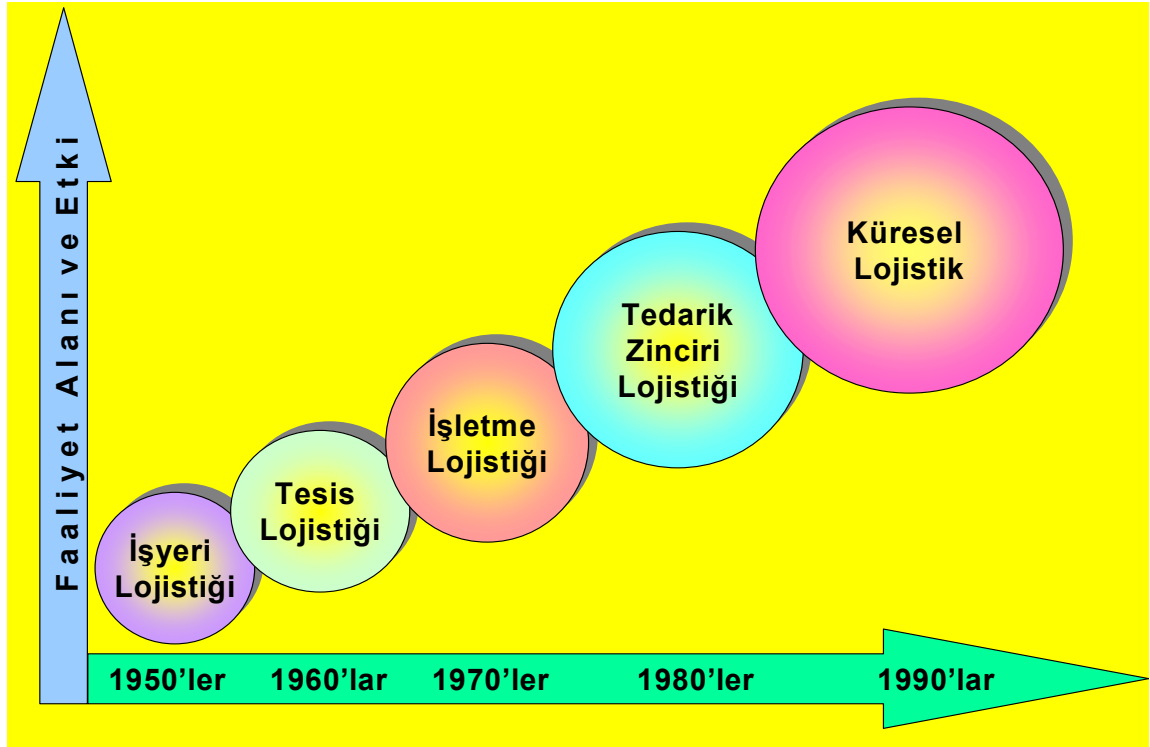 Faaliyet Alanı ve Etki
Küresel
Lojistik
Tedarik
Zinciri
Lojistiği
İşletme
Lojistiği
Tesis
Lojistiği
İşyeri
Lojistiği
1950’ler 1960’lar 1970’ler 1980’ler 1990’lar